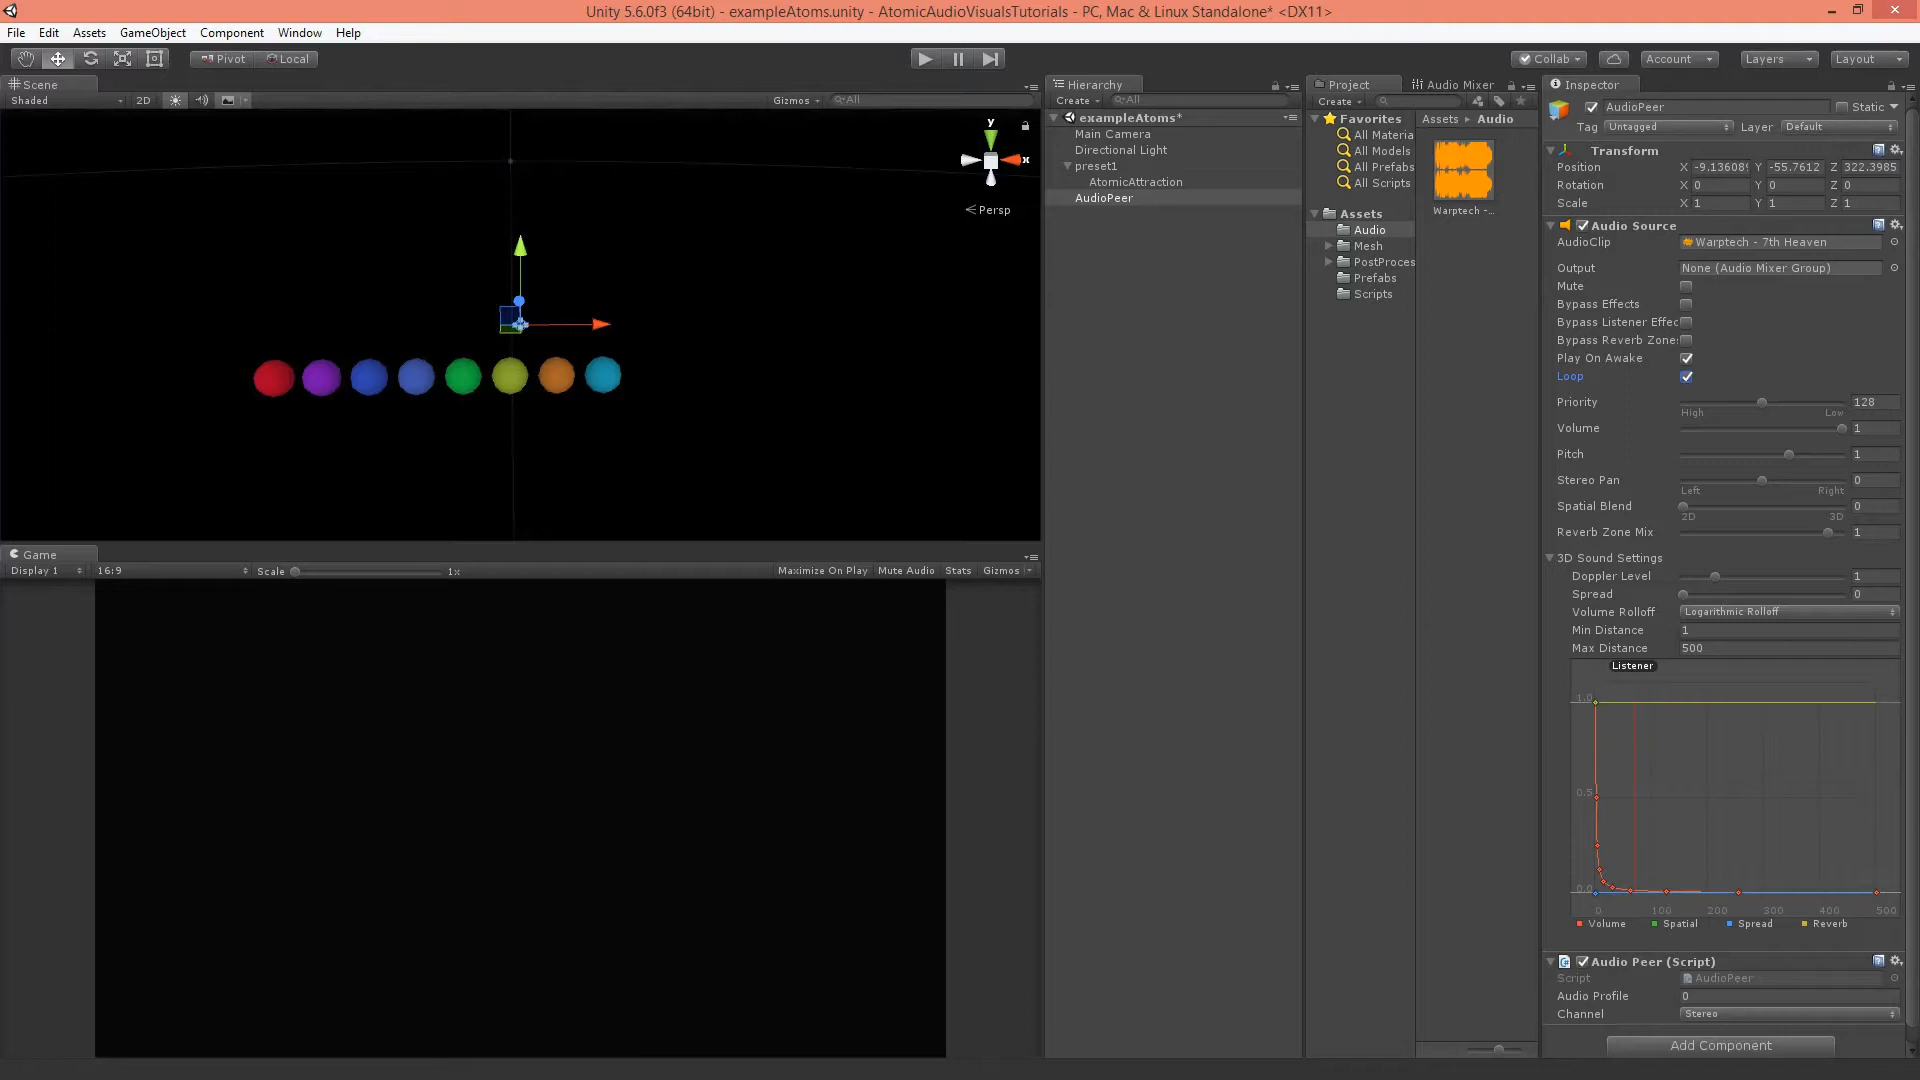 Unity 5.6.0f3 (64bit) - exampleAtoms.unity - AtomicAudioVisualsTutorials - PC, Mac & Linux Standalone* <DX11>
File Edit Assets GameObject Component Window Help
Pivot Local Collab Account Layers Layout
Scene
Shaded 2D Gizmos All
y
x
Persp
Game
Display 1 16:9 Scale 1x Maximize On Play Mute Audio Stats Gizmos
Hierarchy
Create All
exampleAtoms*
Main Camera
Directional Light
preset1
AtomicAttraction
AudioPeer
Project Audio Mixer
Create
Favorites
All Materia
All Models
All Prefabs
All Scripts
Assets
Audio
Mesh
PostProces
Prefabs
Scripts
Assets Audio
Warptech -...
Inspector
AudioPeer Static
Tag Untagged Layer Default
Transform
Position X -9.136089 Y -55.7612 Z 322.3985
Rotation X 0 Y 0 Z 0
Scale X 1 Y 1 Z 1
Audio Source
AudioClip Warptech - 7th Heaven
Output None (Audio Mixer Group)
Mute
Bypass Effects
Bypass Listener Effec
Bypass Reverb Zone
Play On Awake
Loop
Priority 128
High Low
Volume 1
Pitch 1
Stereo Pan 0
Left Right
Spatial Blend 0
2D 3D
Reverb Zone Mix 1
3D Sound Settings
Doppler Level 1
Spread 0
Volume Rolloff Logarithmic Rolloff
Min Distance 1
Max Distance 500
Listener
1.0
0.5
0.0
0 100 200 300 400 500
Volume Spatial Spread Reverb
Audio Peer (Script)
Script AudioPeer
Audio Profile 0
Channel Stereo
Add Component